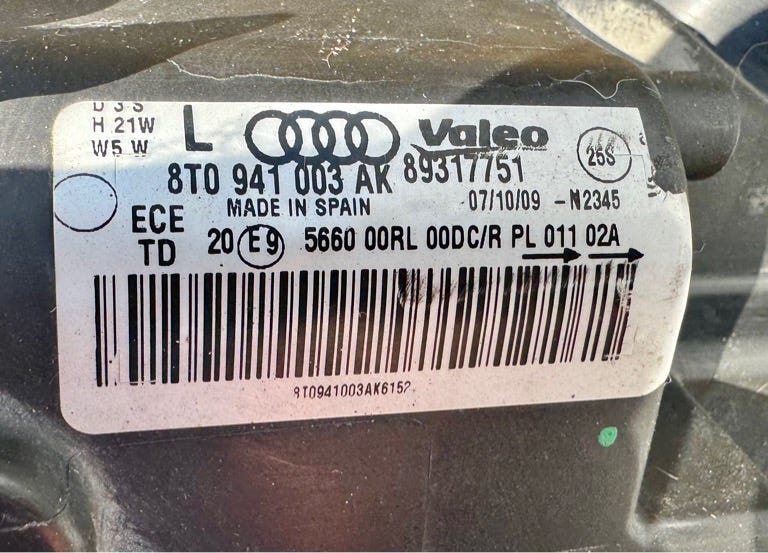 D3S
H 21W
W5W
L Valeo
8T0 941 003 AK 89317751
25S
MADE IN SPAIN 07/10/09 -N2345
ECE
TD 20 E9 5660 00RL 00DC/R PL 011 02A
8T0941003AK6152